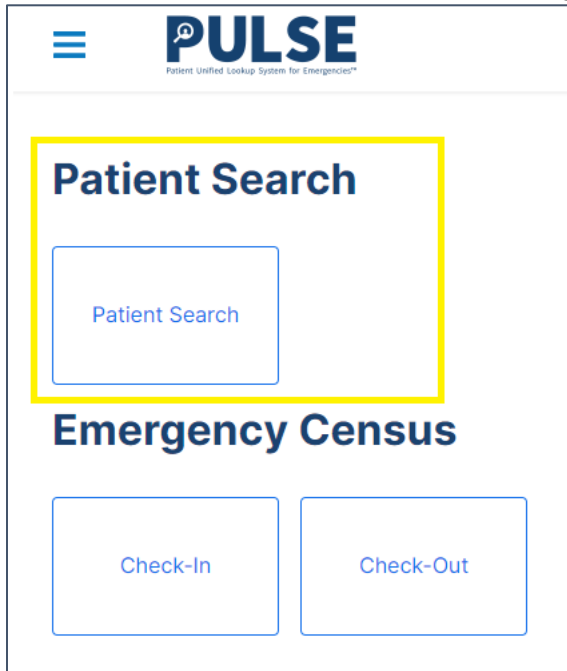 PULSE
Patient Unified Lookup System for Emergencies™
Patient Search
Patient Search
Emergency Census
Check-In
Check-Out